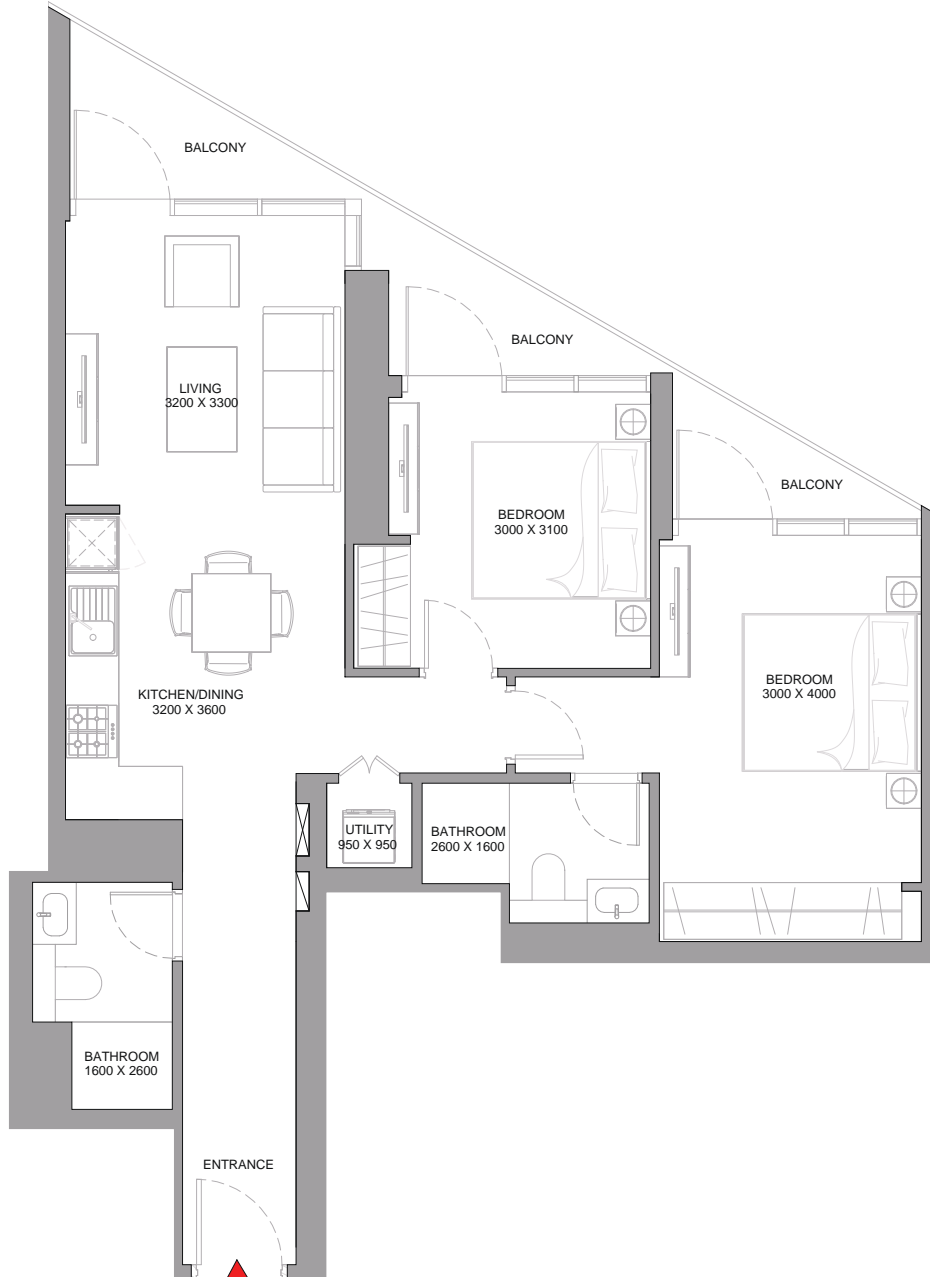 BALCONY
BALCONY
LIVING
3200 X 3300
BALCONY
BEDROOM
3000 X 3100
BEDROOM
3000 X 4000
KITCHEN/DINING
3200 X 3600
UTILITY
950 X 950
BATHROOM
2600 X 1600
BATHROOM
1600 X 2600
ENTRANCE